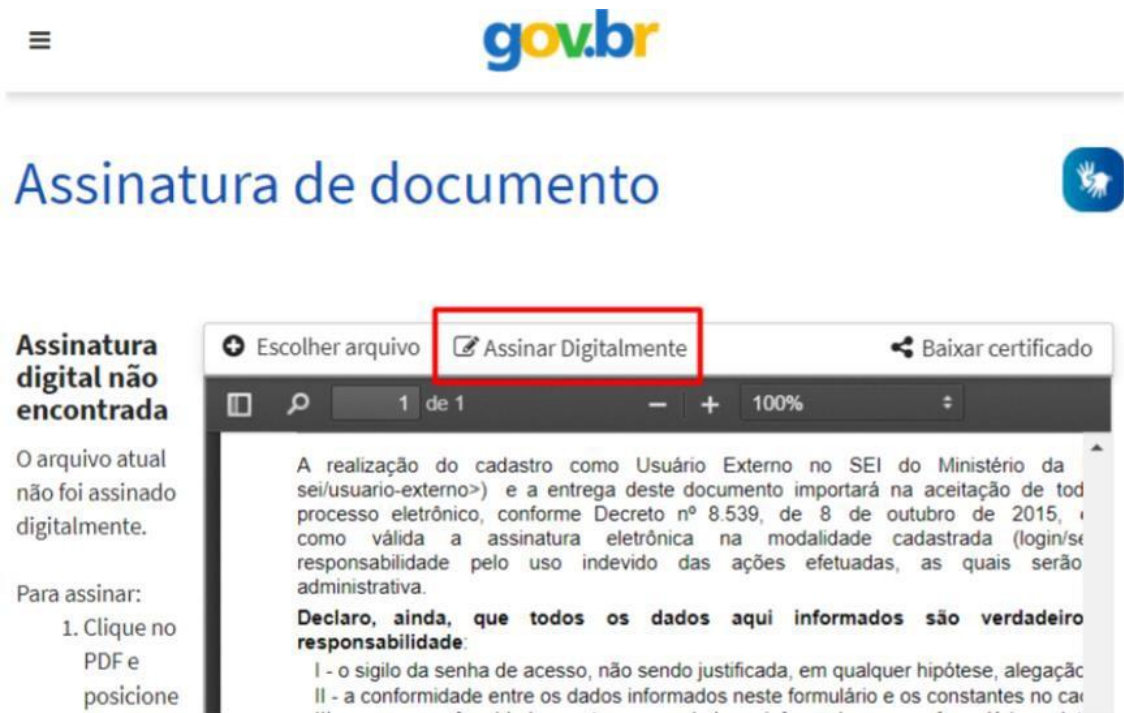 gov.br
Assinatura de documento
Assinatura
digital não
encontrada
O arquivo atual
não foi assinado
digitalmente.
Para assinar:
1. Clique no
PDF e
posicione
Escolher arquivo
Assinar Digitalmente
Baixar certificado
1 de 1
100%
A realização do cadastro como Usuário Externo no SEI do Ministério da
sei/usuario-externo>) e a entrega deste documento importará na aceitação de tod
processo eletrônico, conforme Decreto nº 8.539, de 8 de outubro de 2015,
como válida a assinatura eletrônica na modalidade cadastrada (login/se
responsabilidade pelo uso indevido das ações efetuadas, as quais serão
administrativa.
Declaro, ainda, que todos os dados aqui informados são verdadeiro
responsabilidade:
I - o sigilo da senha de acesso, não sendo justificada, em qualquer hipótese, alegação
II - a conformidade entre os dados informados neste formulário e os constantes no cad